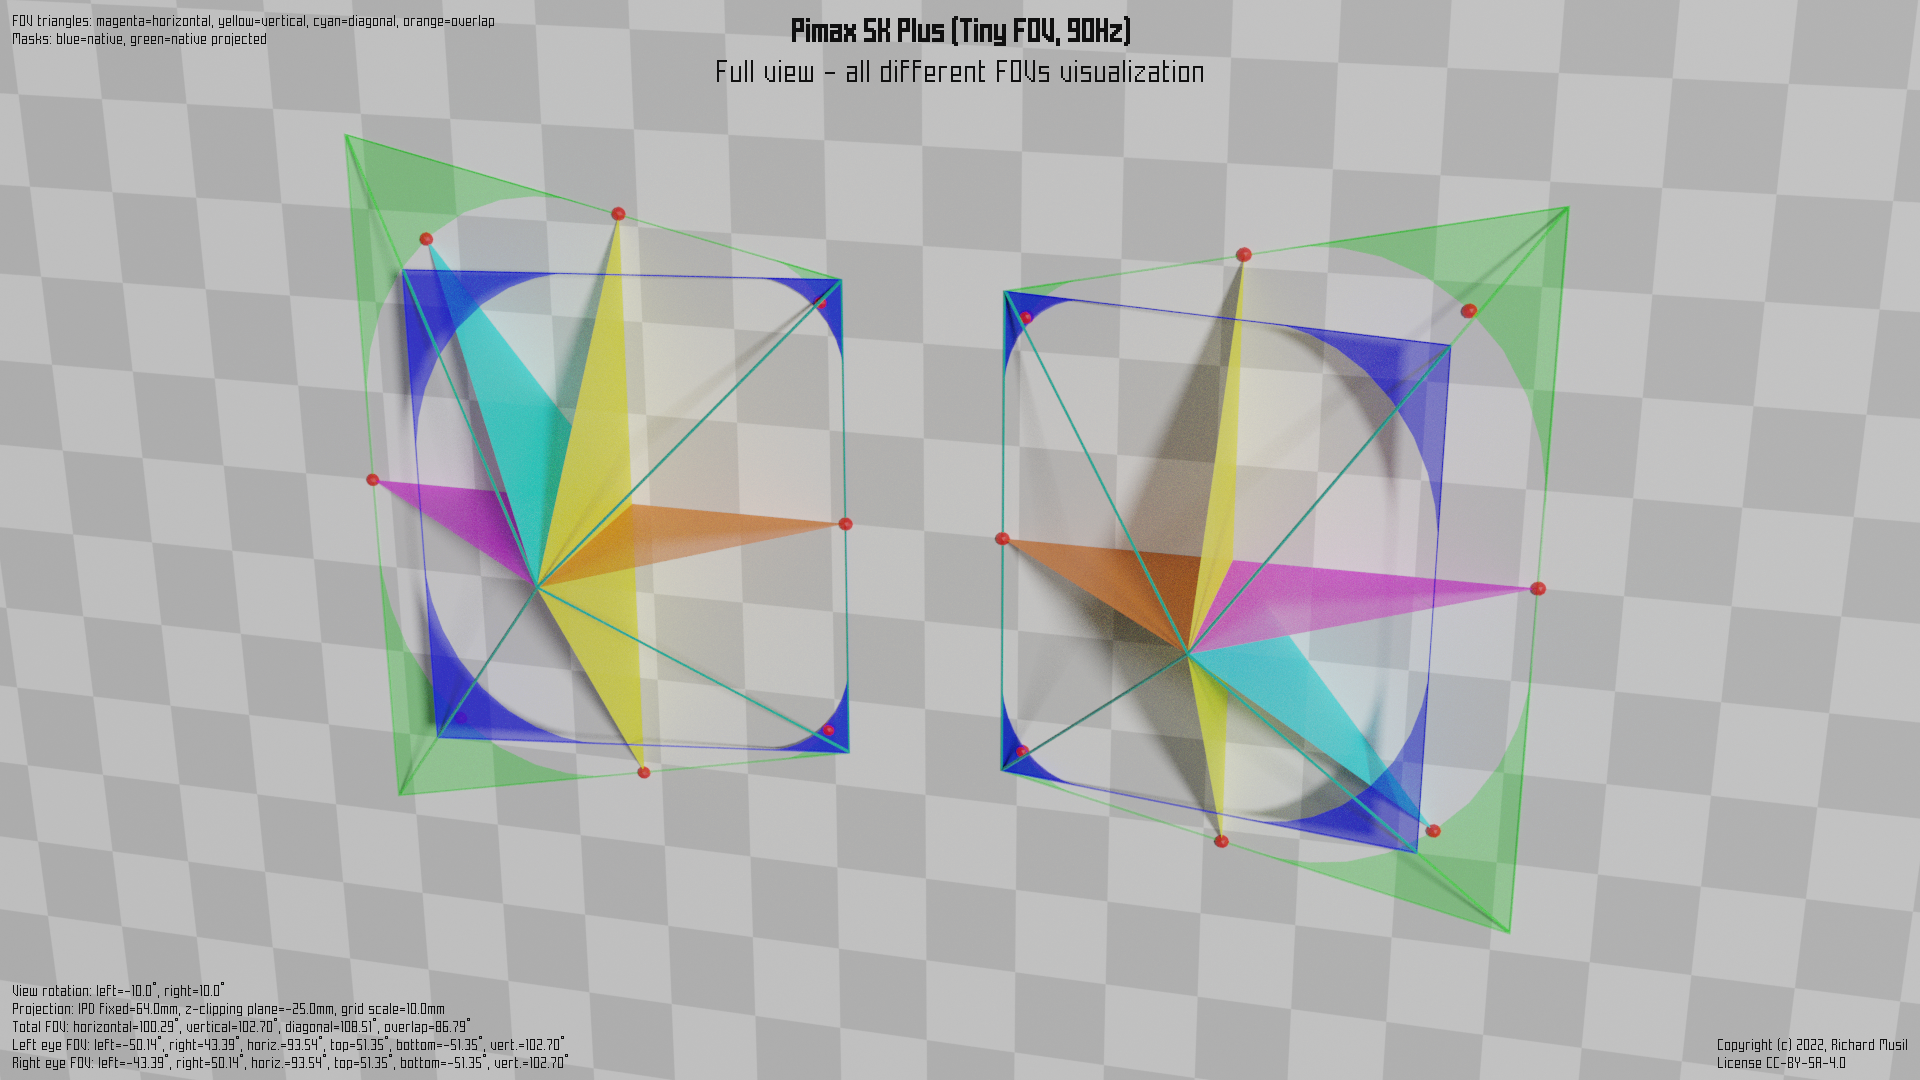 FOV triangles: magenta=horizontal, yellow=vertical, cyan=diagonal, orange=overlap
Masks: blue=native, green=native projected
Pimax 5K Plus (Tiny FOV, 90Hz)
Full view - all different FOVs visualization
View rotation: left=-10.0°, right=10.0°
Projection: IPD fixed=64.0mm, z-clipping plane=-25.0mm, grid scale=10.0mm
Total FOV: horizontal=100.29°, vertical=102.70°, diagonal=108.51°, overlap=86.79°
Left eye FOV: left=-50.14°, right=43.39°, horiz.=93.54°, top=51.35°, bottom=-51.35°, vert.=102.70°
Right eye FOV: left=-43.39°, right=50.14°, horiz.=93.54°, top=51.35°, bottom=-51.35°, vert.=102.70°
Copyright (c) 2022, Richard Musil
License CC-BY-SA-4.0